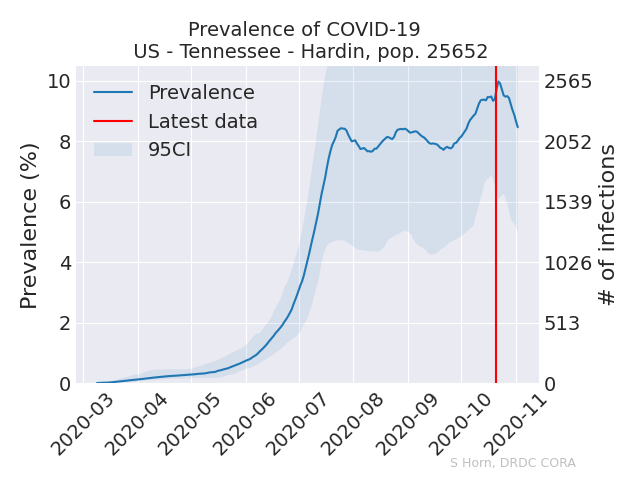 Prevalence of COVID-19
US - Tennessee - Hardin, pop. 25652
Prevalence
Latest data
95CI
Prevalence (%)
10
8
6
4
2
0
2565
2052
1539
1026
513
0
# of infections
2020-03
2020-04
2020-05
2020-06
2020-07
2020-08
2020-09
2020-10
2020-11
S Horn, DRDC CORA